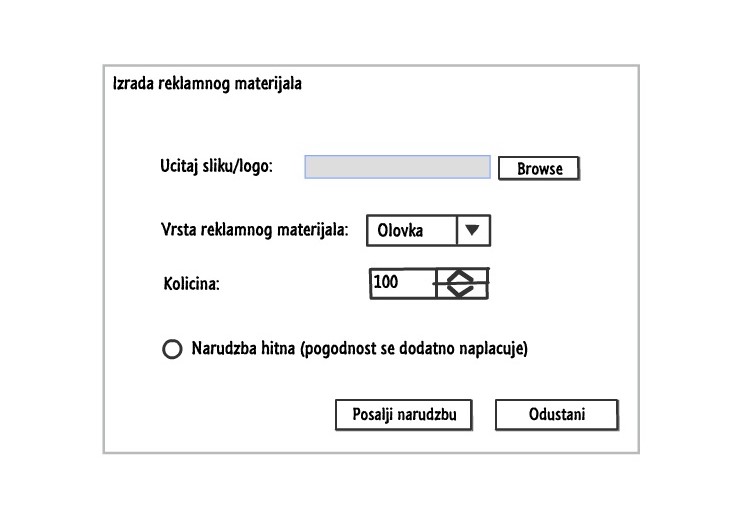 Izrada reklamnog materijala
Ucitaj sliku/logo:
Browse
Vrsta reklamnog materijala:
Olovka
Kolicina:
100
Narudzba hitna (pogodnost se dodatno naplacuje)
Posalji narudzbu
Odustani